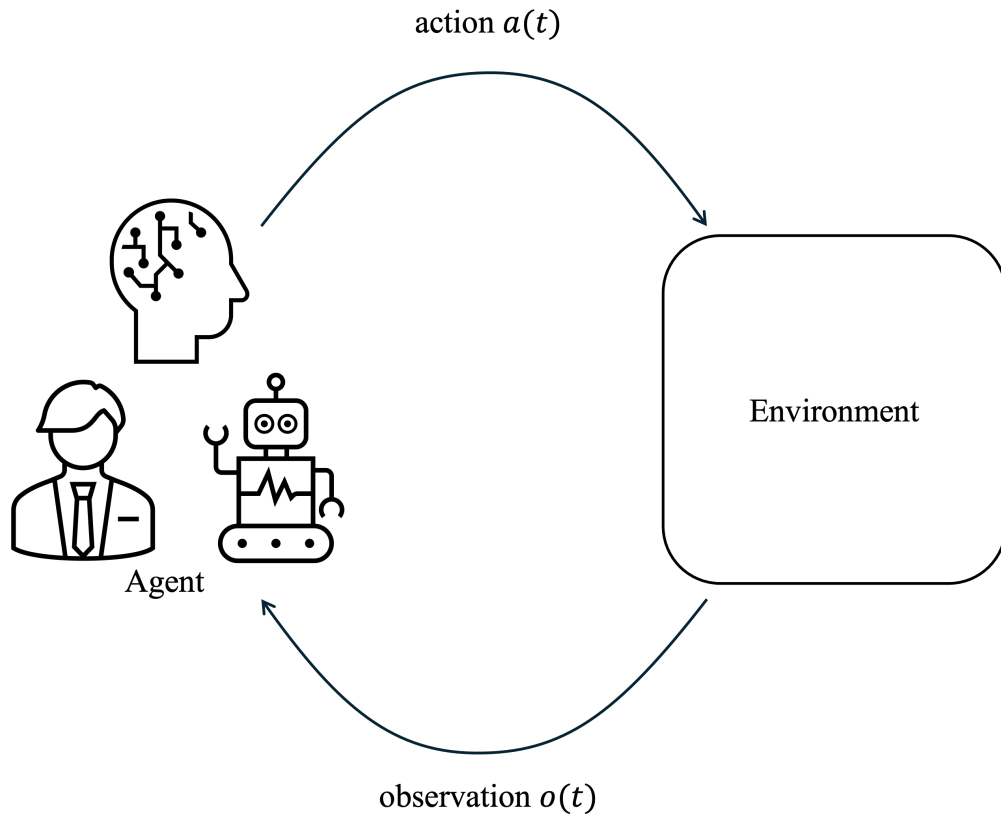 action 𝑎(𝑡)
Environment
Agent
observation 𝑜(𝑡)